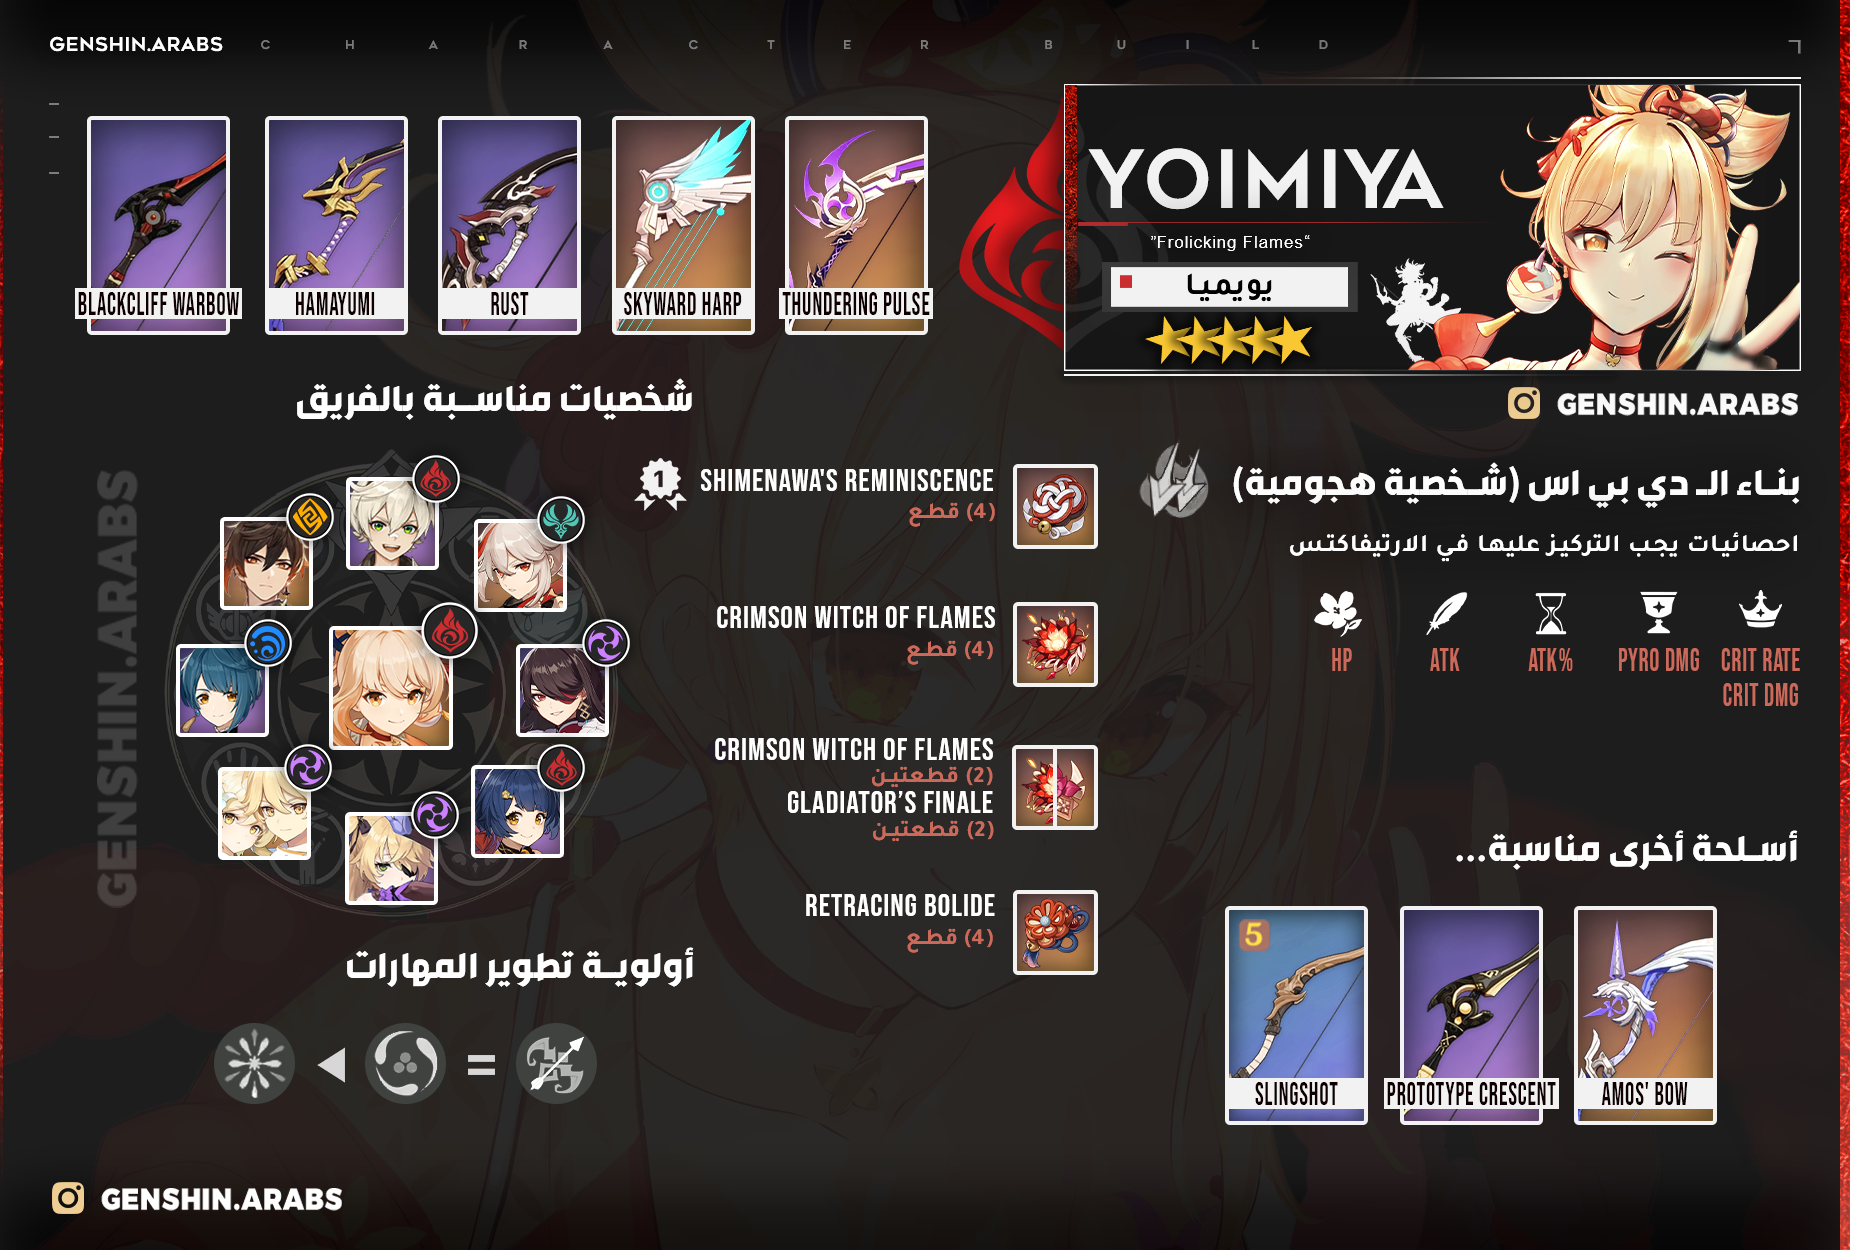 GENSHIN.ARABS
CHARACTER BUILD
YOIMIYA
”Frolicking Flames“
يويميا
GENSHIN.ARABS
BLACKCLIFF WARBOW
HAMAYUMI
RUST
SKYWARD HARP
THUNDERING PULSE
شخصيات مناسبة بالفريق
GENSHIN.ARABS
1
SHIMENAWA'S REMINISCENCE
(4) قطع
CRIMSON WITCH OF FLAMES
(4) قطع
CRIMSON WITCH OF FLAMES
(2) قطعتين
GLADIATOR’S FINALE
(2) قطعتين
RETRACING BOLIDE
(4) قطع
بناء الـ دي بي اس (شخصية هجومية)
احصائيات يجب التركيز عليها في الارتيفاكتس
HP
ATK
ATK%
PYRO DMG
CRIT RATE
CRIT DMG
أسلحة أخرى مناسبة...
5
SLINGSHOT
PROTOTYPE CRESCENT
AMOS' BOW
أولوية تطوير المهارات
=
GENSHIN.ARABS